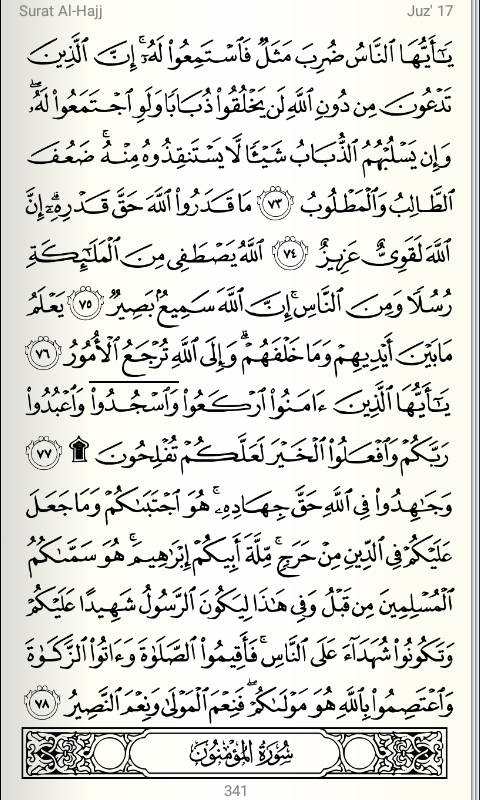 Surat Al-Hajj Juz' 17
يَـٰٓأَيُّهَا ٱلنَّاسُ ضُرِبَ مَثَلٌ فَٱسْتَمِعُوا۟ لَهُۥٓ ۚ إِنَّ ٱلَّذِينَ
تَدْعُونَ مِن دُونِ ٱللَّهِ لَن يَخْلُقُوا۟ ذُبَابًا وَلَوِ ٱجْتَمَعُوا۟ لَهُۥ ۖ
وَإِن يَسْلُبْهُمُ ٱلذُّبَابُ شَيْـًٔا لَّا يَسْتَنقِذُوهُ مِنْهُ ۚ ضَعُفَ
ٱلطَّالِبُ وَٱلْمَطْلُوبُ ٧٣ مَا قَدَرُوا۟ ٱللَّهَ حَقَّ قَدْرِهِۦٓ ۗ إِنَّ
ٱللَّهَ لَقَوِىٌّ عَزِيزٌ ٧٤ ٱللَّهُ يَصْطَفِى مِنَ ٱلْمَلَـٰٓئِكَةِ
رُسُلًا وَمِنَ ٱلنَّاسِ ۚ إِنَّ ٱللَّهَ سَمِيعٌۢ بَصِيرٌ ٧٥ يَعْلَمُ
مَا بَيْنَ أَيْدِيهِمْ وَمَا خَلْفَهُمْ ۗ وَإِلَى ٱللَّهِ تُرْجَعُ ٱلْأُمُورُ ٧٦
يَـٰٓأَيُّهَا ٱلَّذِينَ ءَامَنُوا۟ ٱرْكَعُوا۟ وَٱسْجُدُوا۟ وَٱعْبُدُوا۟
رَبَّكُمْ وَٱفْعَلُوا۟ ٱلْخَيْرَ لَعَلَّكُمْ تُفْلِحُونَ ۩ ٧٧
وَجَـٰهِدُوا۟ فِى ٱللَّهِ حَقَّ جِهَادِهِۦ ۚ هُوَ ٱجْتَبَىٰكُمْ وَمَا جَعَلَ
عَلَيْكُمْ فِى ٱلدِّينِ مِنْ حَرَجٍ ۚ مِّلَّةَ أَبِيكُمْ إِبْرَٰهِيمَ ۚ هُوَ سَمَّىٰكُمُ
ٱلْمُسْلِمِينَ مِن قَبْلُ وَفِى هَـٰذَا لِيَكُونَ ٱلرَّسُولُ شَهِيدًا عَلَيْكُمْ
وَتَكُونُوا۟ شُهَدَآءَ عَلَى ٱلنَّاسِ ۚ فَأَقِيمُوا۟ ٱلصَّلَوٰةَ وَءَاتُوا۟ ٱلزَّكَوٰةَ
وَٱعْتَصِمُوا۟ بِٱللَّهِ هُوَ مَوْلَىٰكُمْ ۖ فَنِعْمَ ٱلْمَوْلَىٰ وَنِعْمَ ٱلنَّصِيرُ ٧٨
سُورَةُ المُؤْمِنُونَ
341